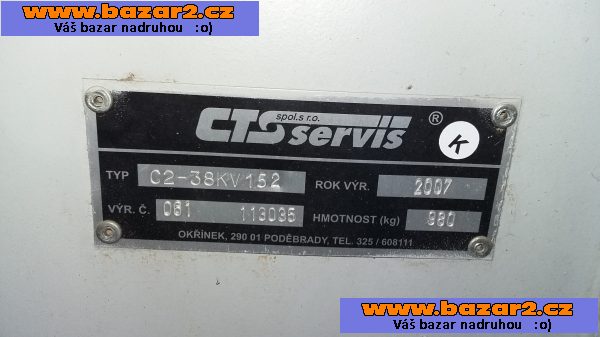 www.bazar2.cz
Váš bazar nadruhou :o)
CTS spol.s r.o. servis ®
K
TYP C2-38KV152 ROK VÝR. 2007
VÝR. Č. 061 113035 HMOTNOST (kg) 980
OKŘÍNEK, 290 01 PODĚBRADY, TEL. 325 / 608111
www.bazar2.cz
Váš bazar nadruhou :o)